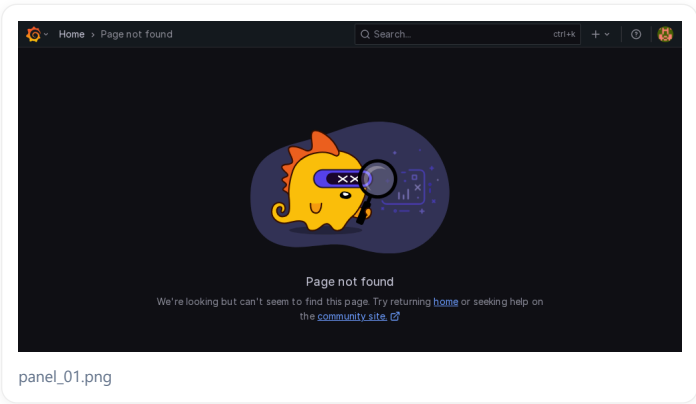 Home › Page not found
Search...
ctrl+k
Page not found
We're looking but can't seem to find this page. Try returning home or seeking help on
the community site.
panel_01.png